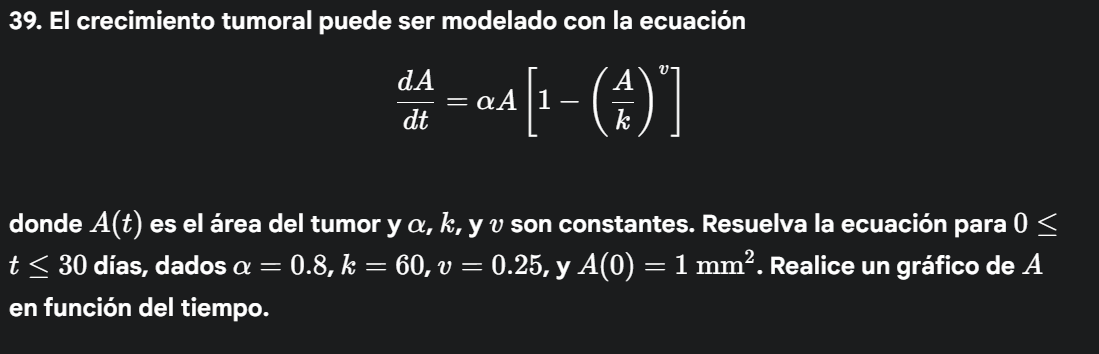 39. El crecimiento tumoral puede ser modelado con la ecuación
dA/dt = αA [1 − (A/k)^v]
donde A(t) es el área del tumor y α, k, y v son constantes. Resuelva la ecuación para 0 ≤
t ≤ 30 días, dados α = 0.8, k = 60, v = 0.25, y A(0) = 1 mm². Realice un gráfico de A
en función del tiempo.